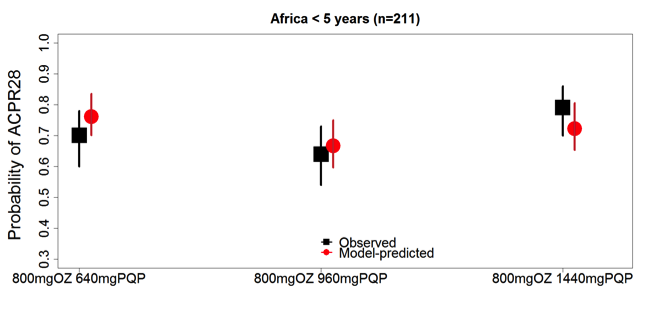 Africa < 5 years (n=211)
Probability of ACPR28
1.0
0.9
0.8
0.7
0.6
0.5
0.4
0.3
Observed
Model-predicted
800mgOZ 640mgPQP
800mgOZ 960mgPQP
800mgOZ 1440mgPQP